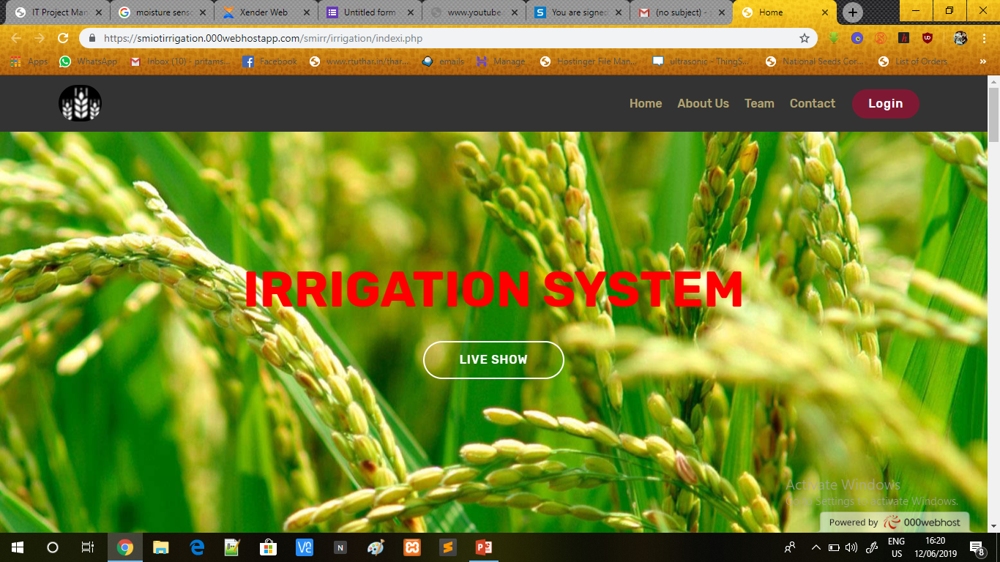 IT Project Man
moisture senso
Xender Web
Untitled form
www.youtube.
You are signed
(no subject) -
Home
https://smiotirrigation.000webhostapp.com/smirr/irrigation/indexi.php
Apps
WhatsApp
Inbox (10) - pritams...
Facebook
www.rtuthar.in/thar...
emails
Manage
Hostinger File Man...
ultrasonic - ThingS...
National Seeds Cor...
List of Orders
»
Home About Us Team Contact Login
IRRIGATION SYSTEM
LIVE SHOW
Activate Windows
Go to Settings to activate Windows.
Powered by 000webhost
ENG
US
16:20
12/06/2019
8